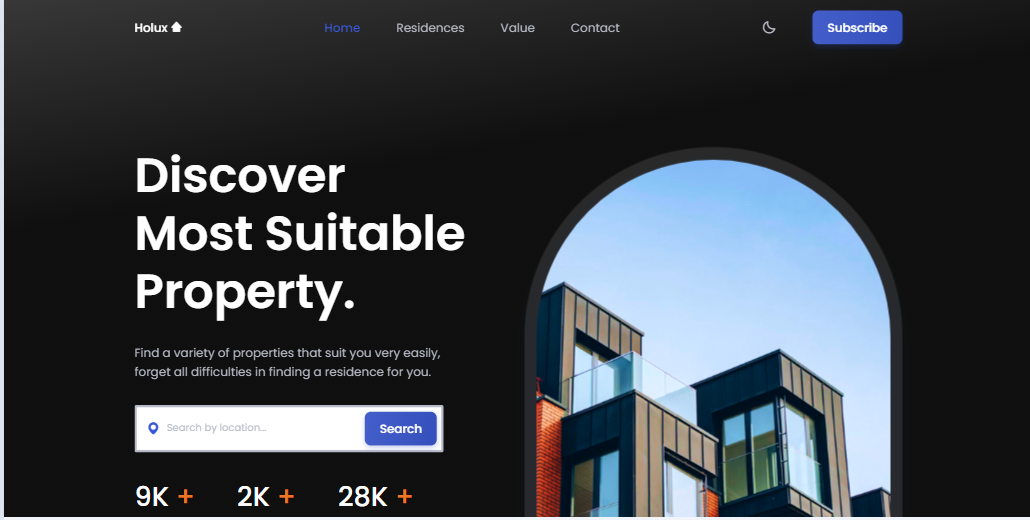 Holux
Home
Residences
Value
Contact
Subscribe
Discover
Most Suitable
Property.
Find a variety of properties that suit you very easily,
forget all difficulties in finding a residence for you.
Search by location...
Search
9K +
2K +
28K +